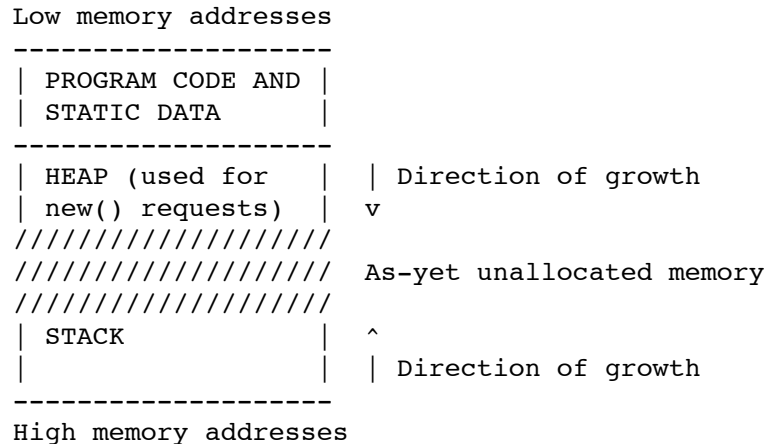 Low memory addresses
--------------------
| PROGRAM CODE AND |
| STATIC DATA      |
--------------------
| HEAP (used for   |  | Direction of growth
| new() requests)  |  v
////////////////////
////////////////////  As-yet unallocated memory
////////////////////
| STACK            |  ^
|                  |  | Direction of growth
--------------------
High memory addresses